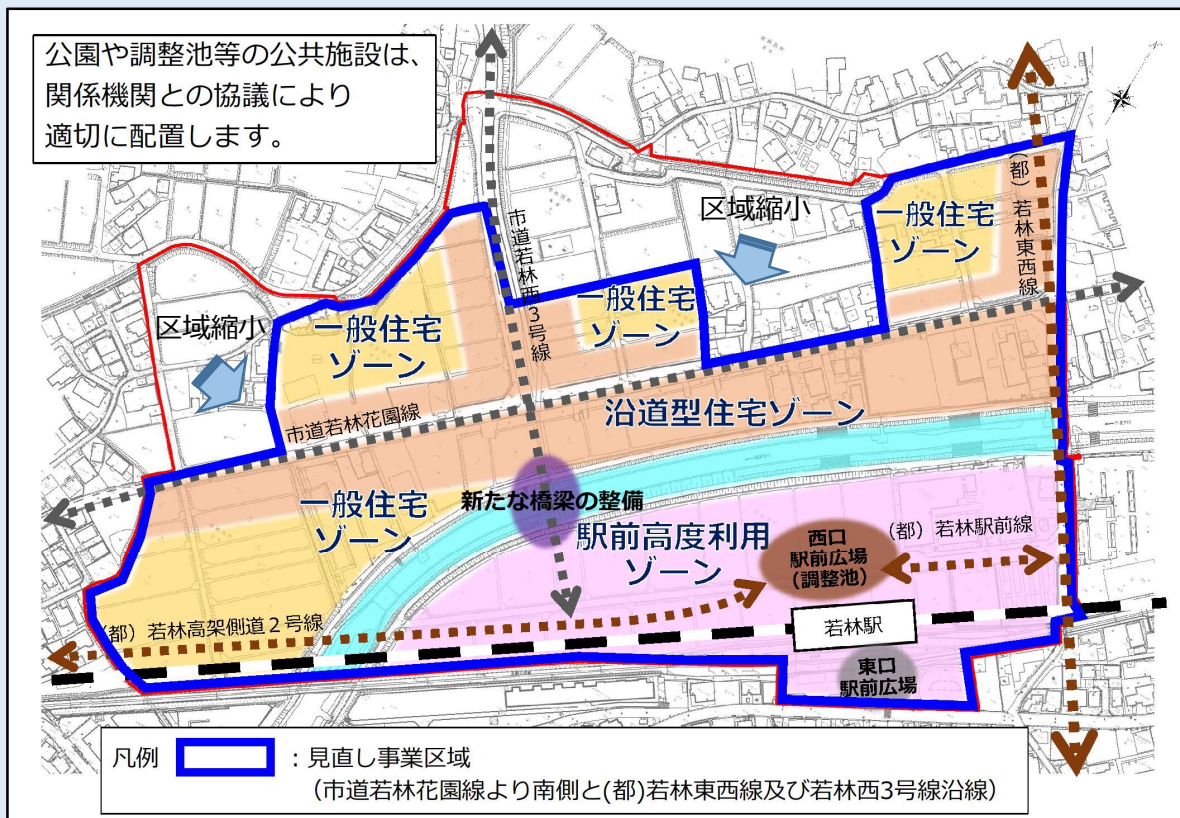 公園や調整池等の公共施設は、
関係機関との協議により
適切に配置します。
(都)若林東西線
一般住宅
ゾーン
区域縮小
市道若林西3号線
一般住宅
ゾーン
一般住宅
ゾーン
区域縮小
沿道型住宅ゾーン
市道若林花園線
一般住宅
ゾーン
新たな橋梁の整備
駅前高度利用
ゾーン
西口
駅前広場
(調整池)
(都)若林駅前線
(都)若林高架側道2号線
若林駅
東口
駅前広場
凡例 :見直し事業区域
(市道若林花園線より南側と(都)若林東西線及び若林西3号線沿線)